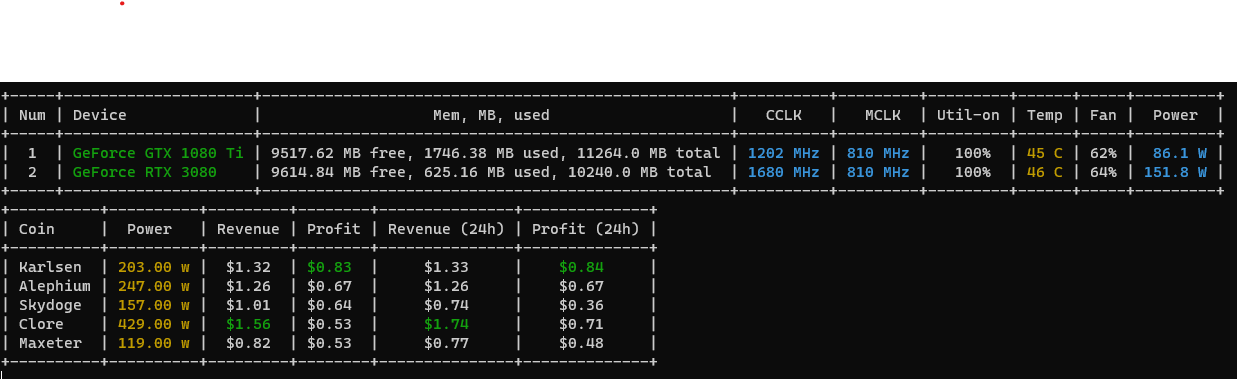 | Num | Device | Mem, MB, used | CCLK | MCLK | Util-on | Temp | Fan | Power |
| 1 | GeForce GTX 1080 Ti | 9517.62 MB free, 1746.38 MB used, 11264.0 MB total | 1202 MHz | 810 MHz | 100% | 45 C | 62% | 86.1 W |
| 2 | GeForce RTX 3080 | 9614.84 MB free, 625.16 MB used, 10240.0 MB total | 1680 MHz | 810 MHz | 100% | 46 C | 64% | 151.8 W |
| Coin | Power | Revenue | Profit | Revenue (24h) | Profit (24h) |
| Karlsen | 203.00 w | $1.32 | $0.83 | $1.33 | $0.84 |
| Alephium | 247.00 w | $1.26 | $0.67 | $1.26 | $0.67 |
| Skydoge | 157.00 w | $1.01 | $0.64 | $0.74 | $0.36 |
| Clore | 429.00 w | $1.56 | $0.53 | $1.74 | $0.71 |
| Maxeter | 119.00 w | $0.82 | $0.53 | $0.77 | $0.48 |